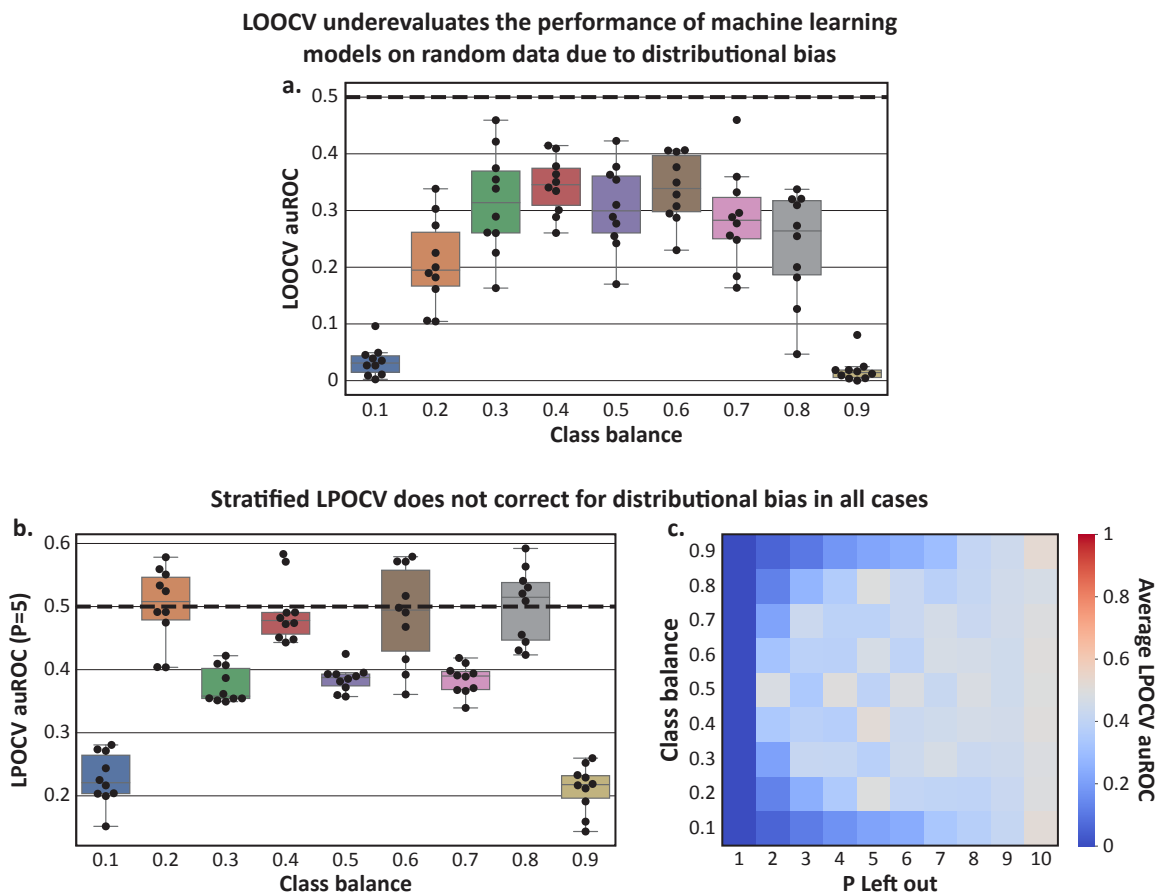 LOOCV underevaluates the performance of machine learning
models on random data due to distributional bias
a.
0.5
0.4
0.3
0.2
0.1
0
LOOCV auROC
0.1 0.2 0.3 0.4 0.5 0.6 0.7 0.8 0.9
Class balance
Stratified LPOCV does not correct for distributional bias in all cases
b.
0.6
0.5
0.4
0.3
0.2
LPOCV auROC (P=5)
0.1 0.2 0.3 0.4 0.5 0.6 0.7 0.8 0.9
Class balance
c.
0.9
0.8
0.7
0.6
0.5
0.4
0.3
0.2
0.1
Class balance
1 2 3 4 5 6 7 8 9 10
P Left out
1
0.8
0.6
0.4
0.2
0
Average LPOCV auROC